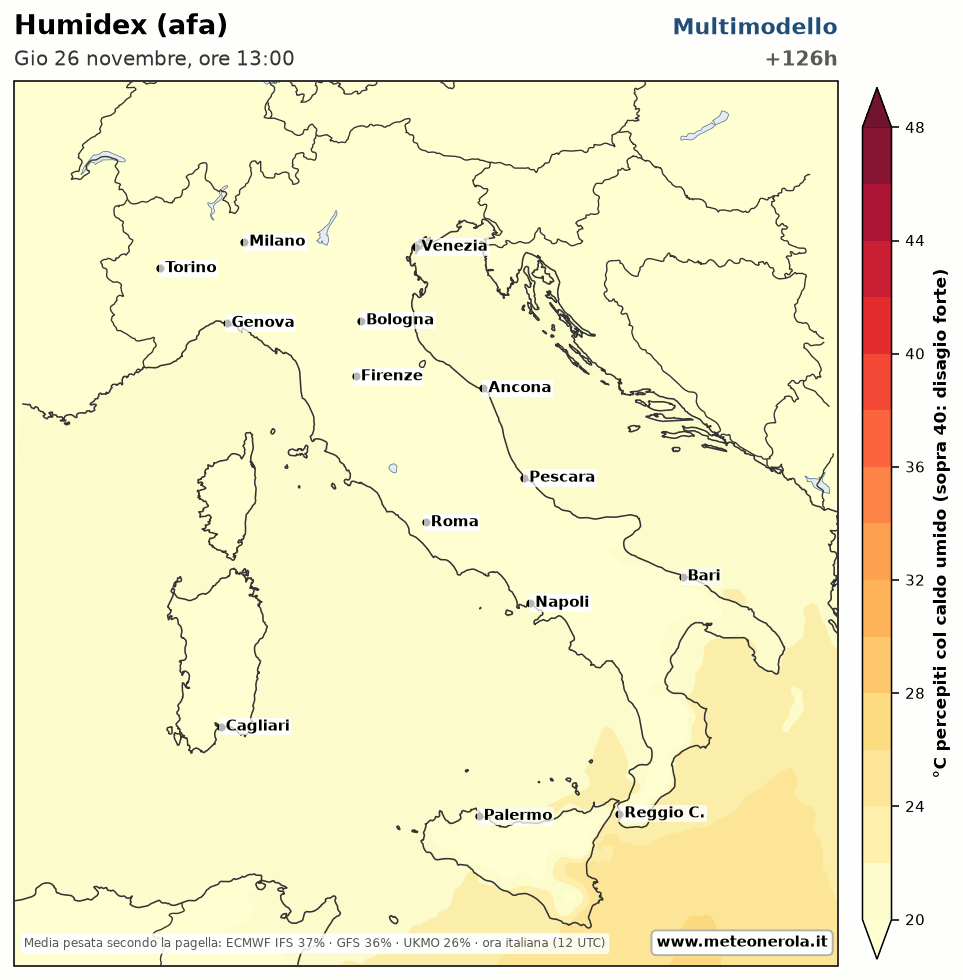 Humidex (afa)
Multimodello
Gio 26 novembre, ore 13:00
+126h
Milano
Venezia
Torino
Genova
Bologna
Firenze
Ancona
Pescara
Roma
Bari
Napoli
Cagliari
Palermo
Reggio C.
48
44
40
36
32
28
24
20
°C percepiti col caldo umido (sopra 40: disagio forte)
Media pesata secondo la pagella: ECMWF IFS 37% · GFS 36% · UKMO 26% · ora italiana (12 UTC)
www.meteonerola.it